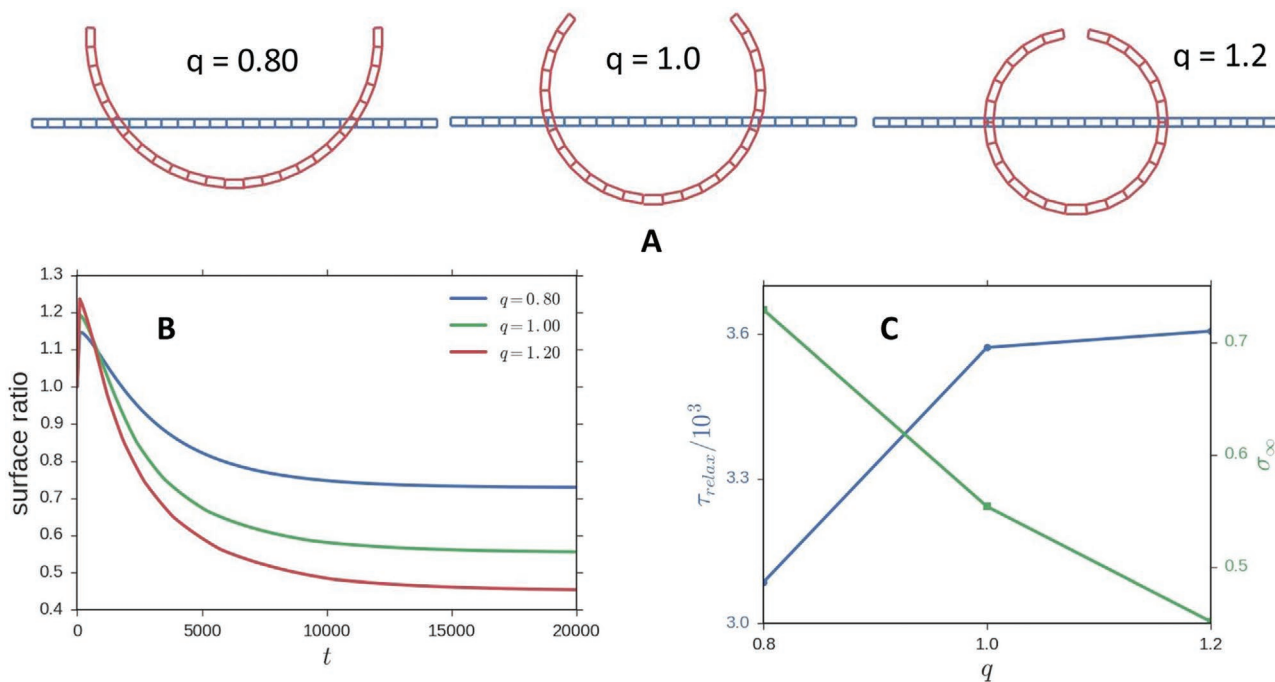 q = 0.80
q = 1.0
q = 1.2
A
1.3
1.2
1.1
1.0
0.9
0.8
0.7
0.6
0.5
0.4
surface ratio
0
5000
10000
15000
20000
t
B
q = 0.80
q = 1.00
q = 1.20
C
3.6
3.3
3.0
τrelax/10³
0.7
0.6
0.5
σ∞
0.8
1.0
1.2
q